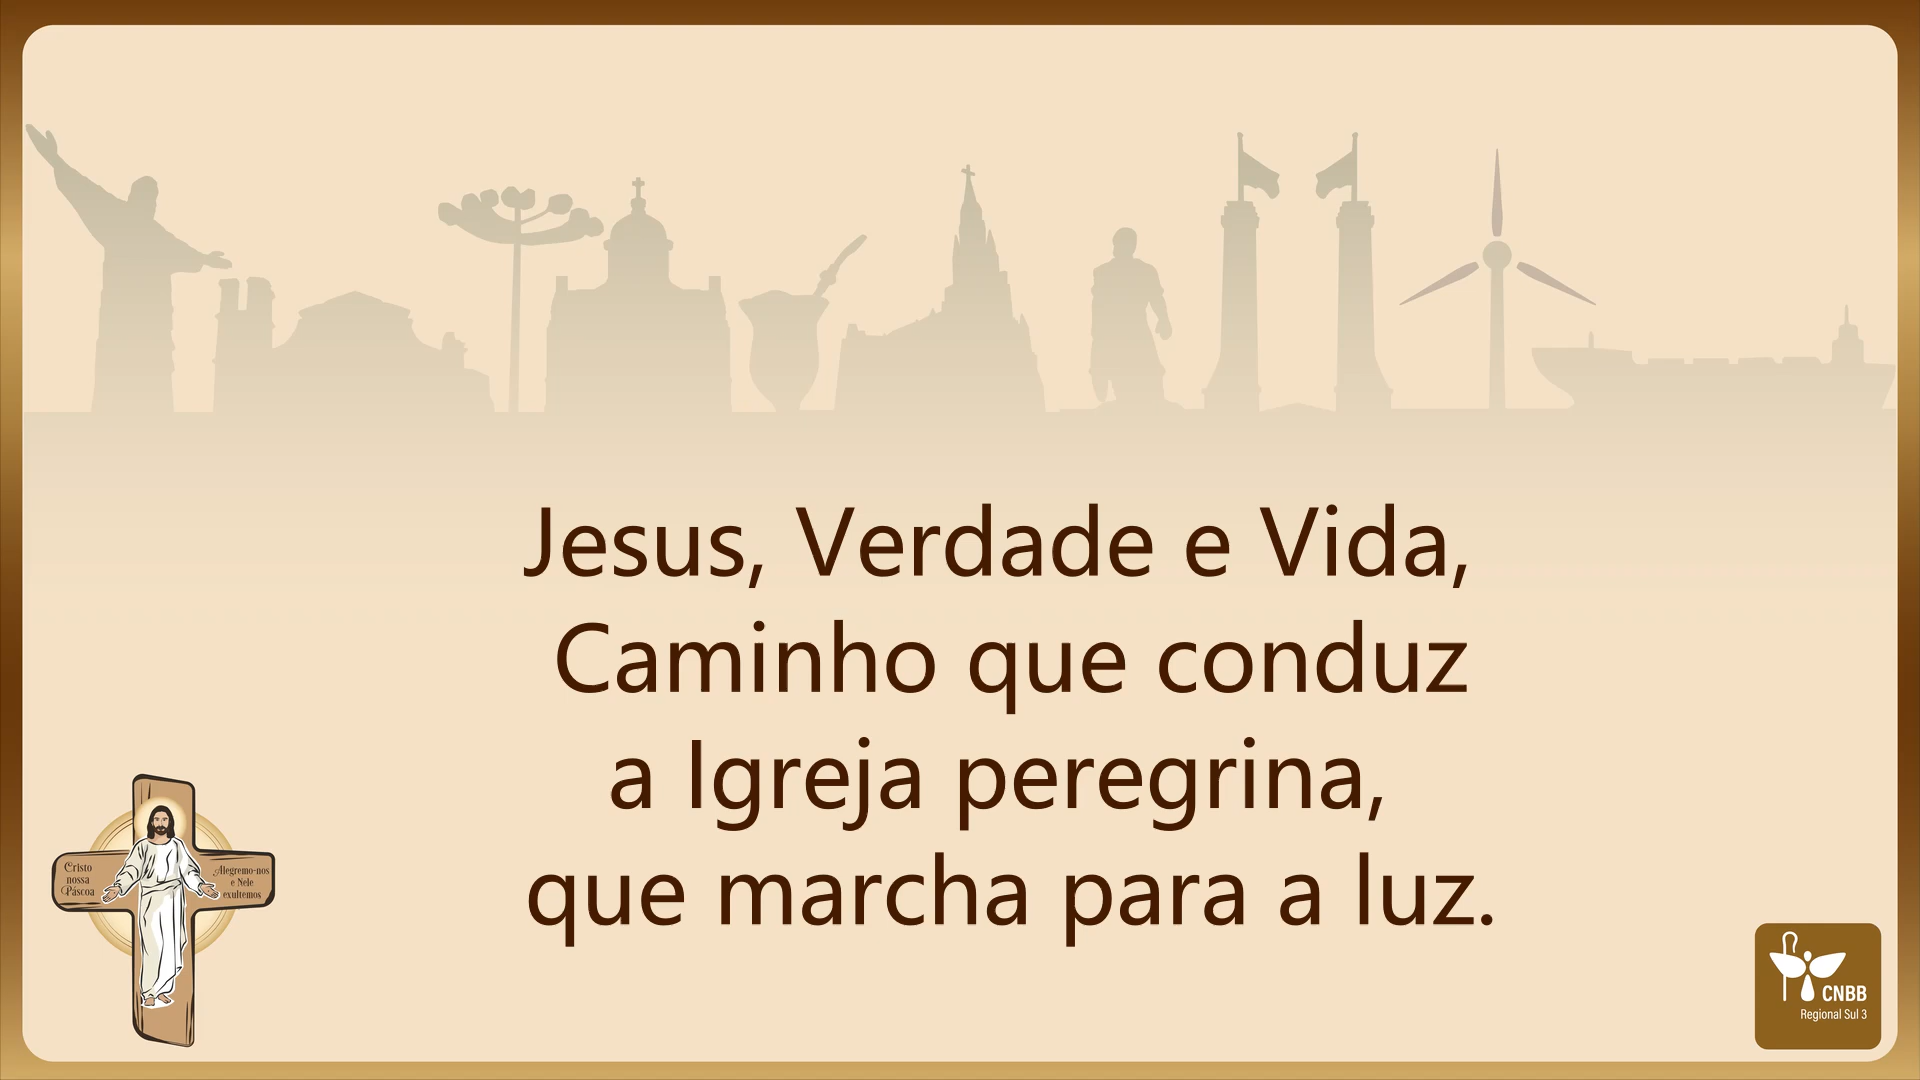 Jesus, Verdade e Vida,
Caminho que conduz
a Igreja peregrina,
que marcha para a luz.
Cristo
nossa
Páscoa
Alegremo-nos
e Nele
exultemos
CNBB
Regional Sul 3